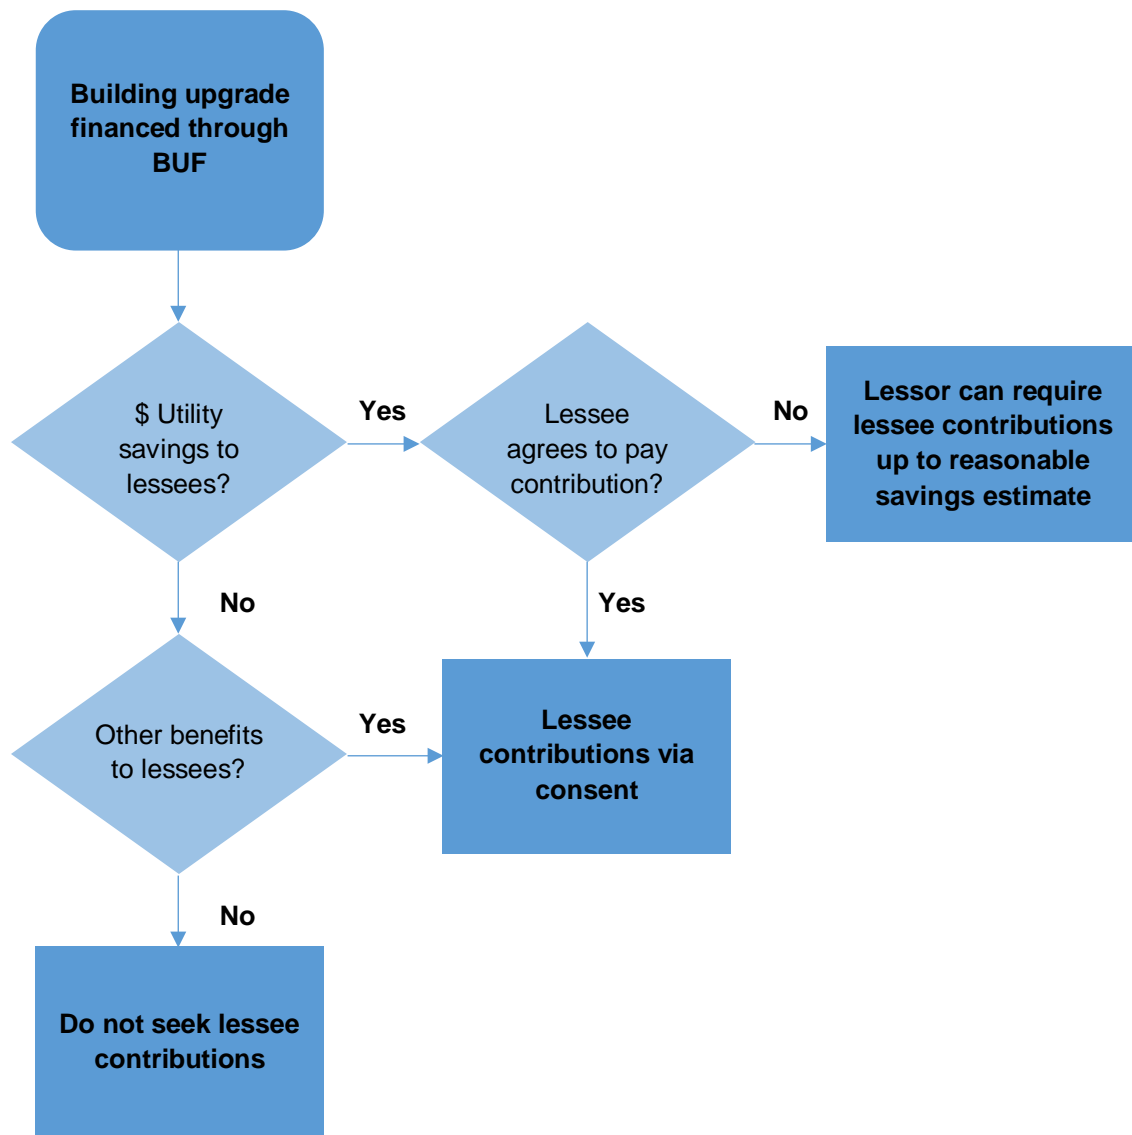 Building upgrade
financed through
BUF
$ Utility
savings to
lessees?
Yes
Lessee
agrees to pay
contribution?
No
Lessor can require
lessee contributions
up to reasonable
savings estimate
No
Yes
Other benefits
to lessees?
Yes
Lessee
contributions via
consent
No
Do not seek lessee
contributions